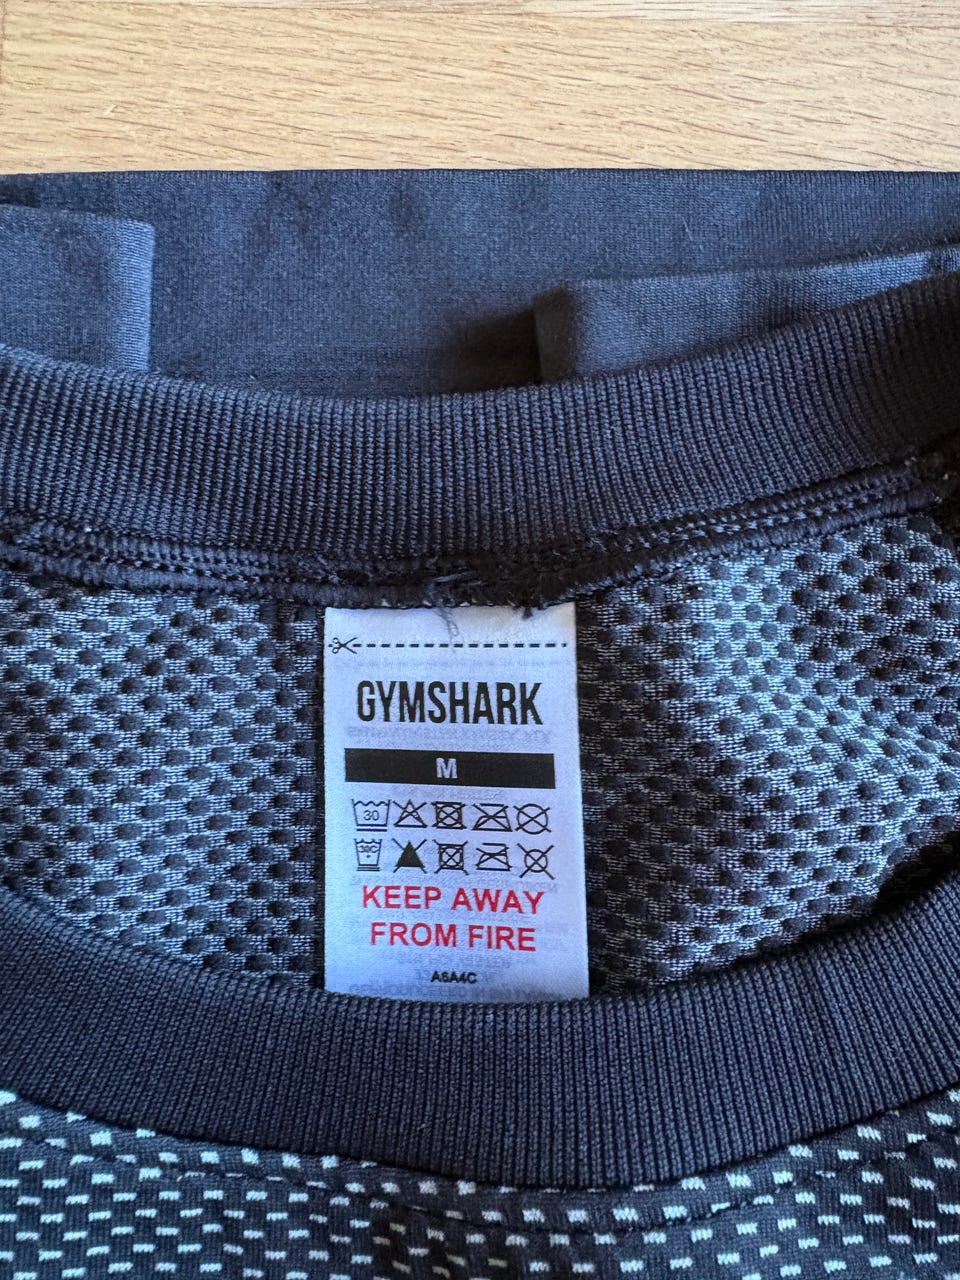 GYMSHARK
M
30
KEEP AWAY
FROM FIRE
A6A4C